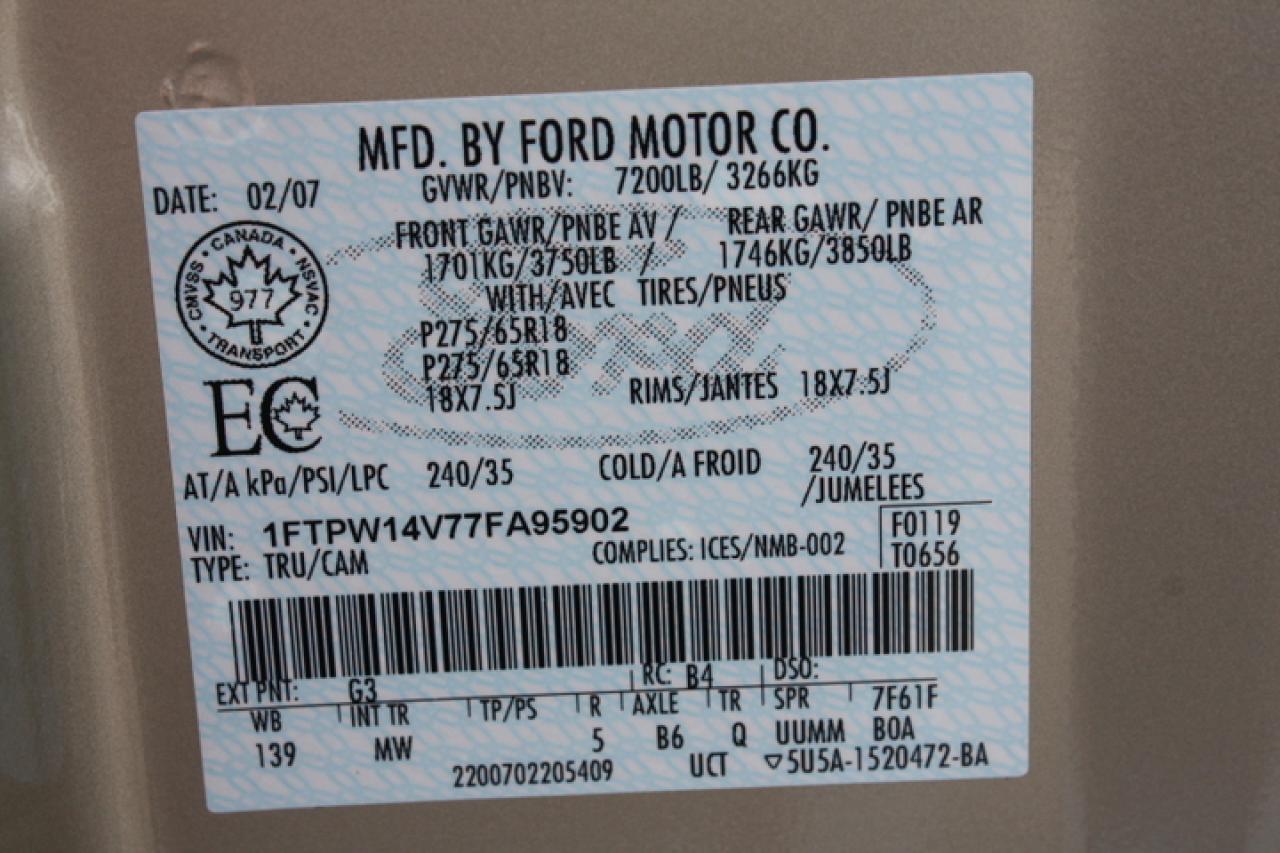 MFD. BY FORD MOTOR CO.
DATE: 02/07 GVWR/PNBV: 7200LB/ 3266KG
FRONT GAWR/PNBE AV / REAR GAWR/ PNBE AR
1701KG/3750LB / 1746KG/3850LB
WITH/AVEC TIRES/PNEUS
CANADA • NSVAC • TRANSPORT • CMVSS •
977
P275/65R18
P275/65R18
18X7.5J RIMS/JANTES 18X7.5J
Ford
EC
AT/A kPa/PSI/LPC 240/35 COLD/A FROID 240/35
/JUMELEES
VIN: 1FTPW14V77FA95902 F0119
TYPE: TRU/CAM COMPLIES: ICES/NMB-002 T0656
EXT PNT: G3 RC: B4 DSO:
WB INT TR TP/PS R AXLE TR SPR 7F61F
139 MW 5 B6 Q UUMM BOA
2200702205409 UCT ▽5U5A-1520472-BA